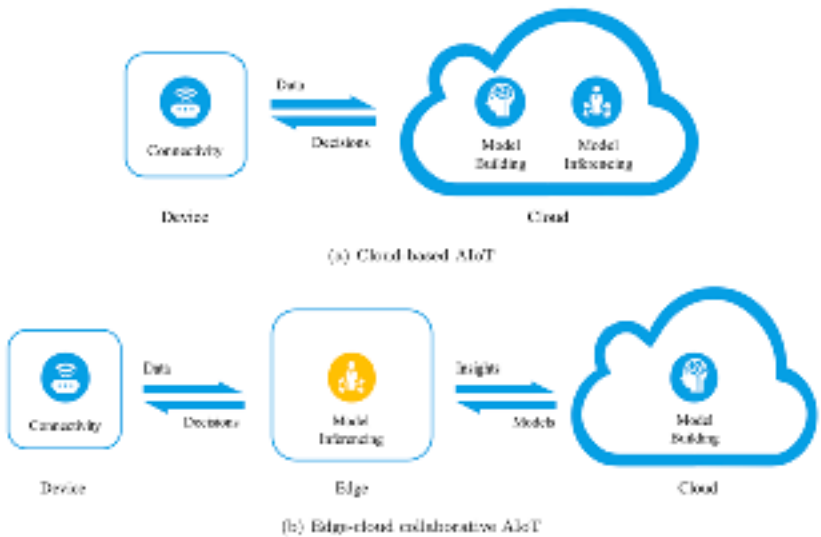 Data
Connectivity
Decisions
Model
Building
Model
Inferencing
Device
Cloud
(a) Cloud-based AIoT
Data
Connectivity
Decisions
Model
Inferencing
Insights
Models
Model
Building
Device
Edge
Cloud
(b) Edge-cloud collaborative AIoT